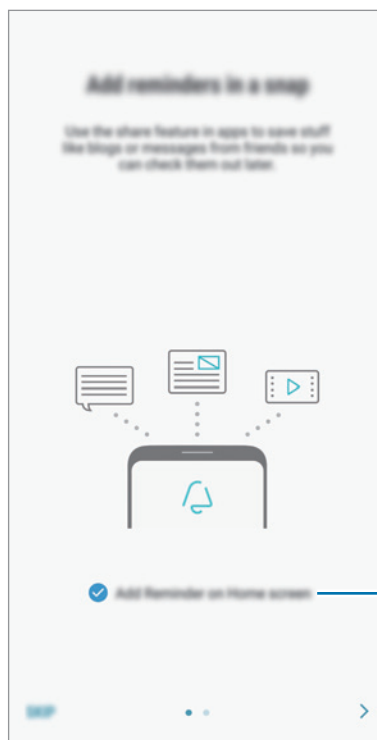 Add reminders in a snap
Use the share feature in apps to save stuff
like blogs or messages from friends so you
can check them out later.
Add Reminder on Home screen
SKIP